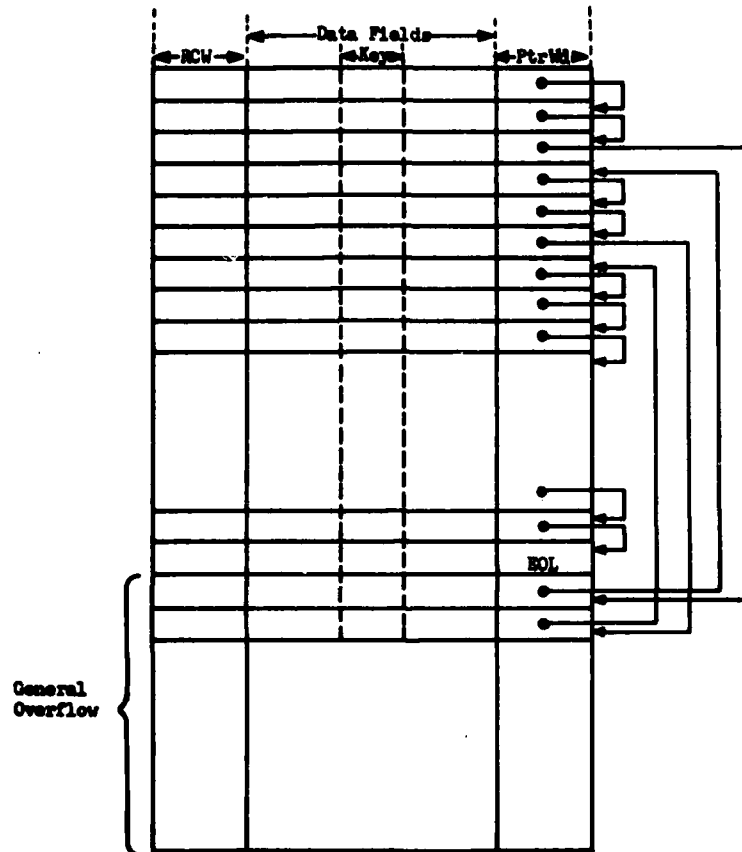 Data Fields
RCW
Keys
PtrWd
EOL
General
Overflow